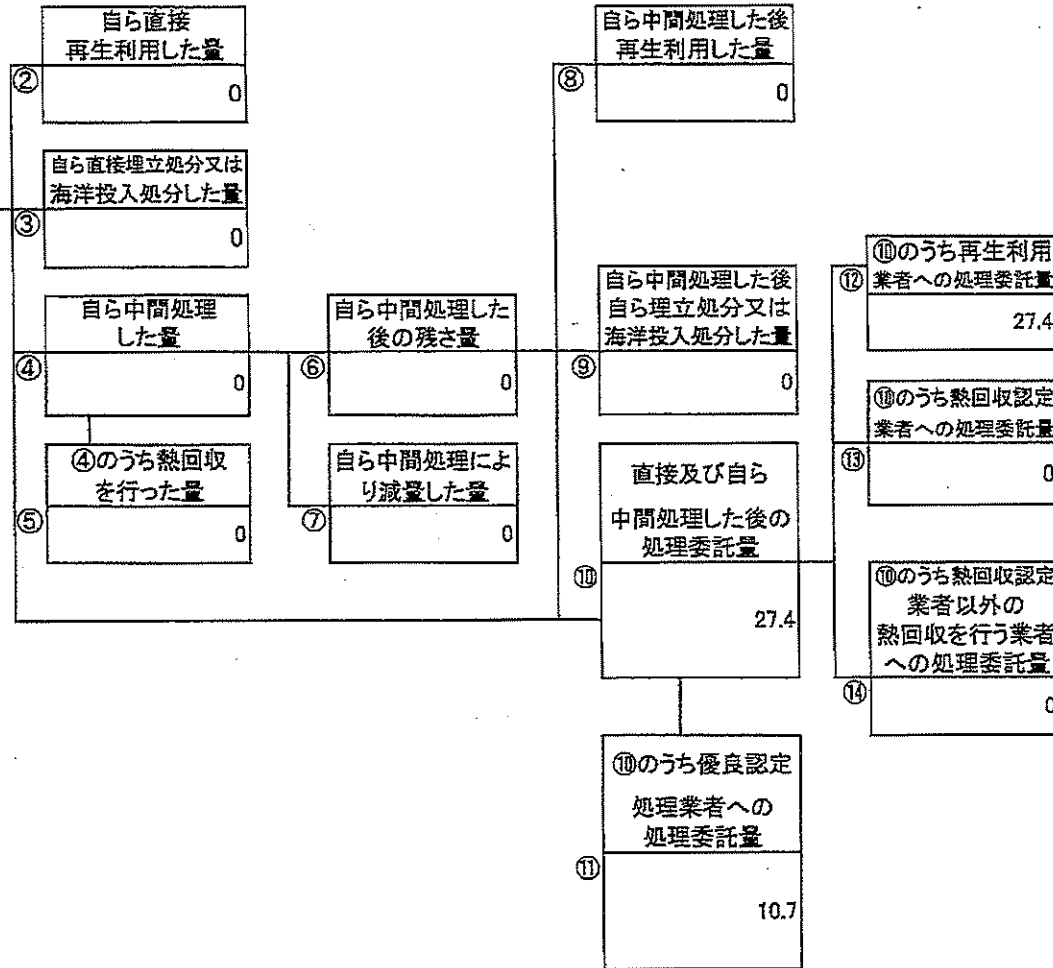 自ら直接
再生利用した量
②
0
自ら直接埋立処分又は
海洋投入処分した量
③
0
自ら中間処理
した量
④
0
④のうち熱回収
を行った量
⑤
0
自ら中間処理した
後の残さ量
⑥
0
自ら中間処理によ
り減量した量
⑦
0
自ら中間処理した後
再生利用した量
⑧
0
自ら中間処理した後
自ら埋立処分又は
海洋投入処分した量
⑨
0
直接及び自ら
中間処理した後の
処理委託量
⑩
27.4
⑩のうち優良認定
処理業者への
処理委託量
⑪
10.7
⑩のうち再生利用
業者への処理委託量
⑫
27.4
⑩のうち熱回収認定
業者への処理委託量
⑬
0
⑩のうち熱回収認定
業者以外の
熱回収を行う業者
への処理委託量
⑭
0